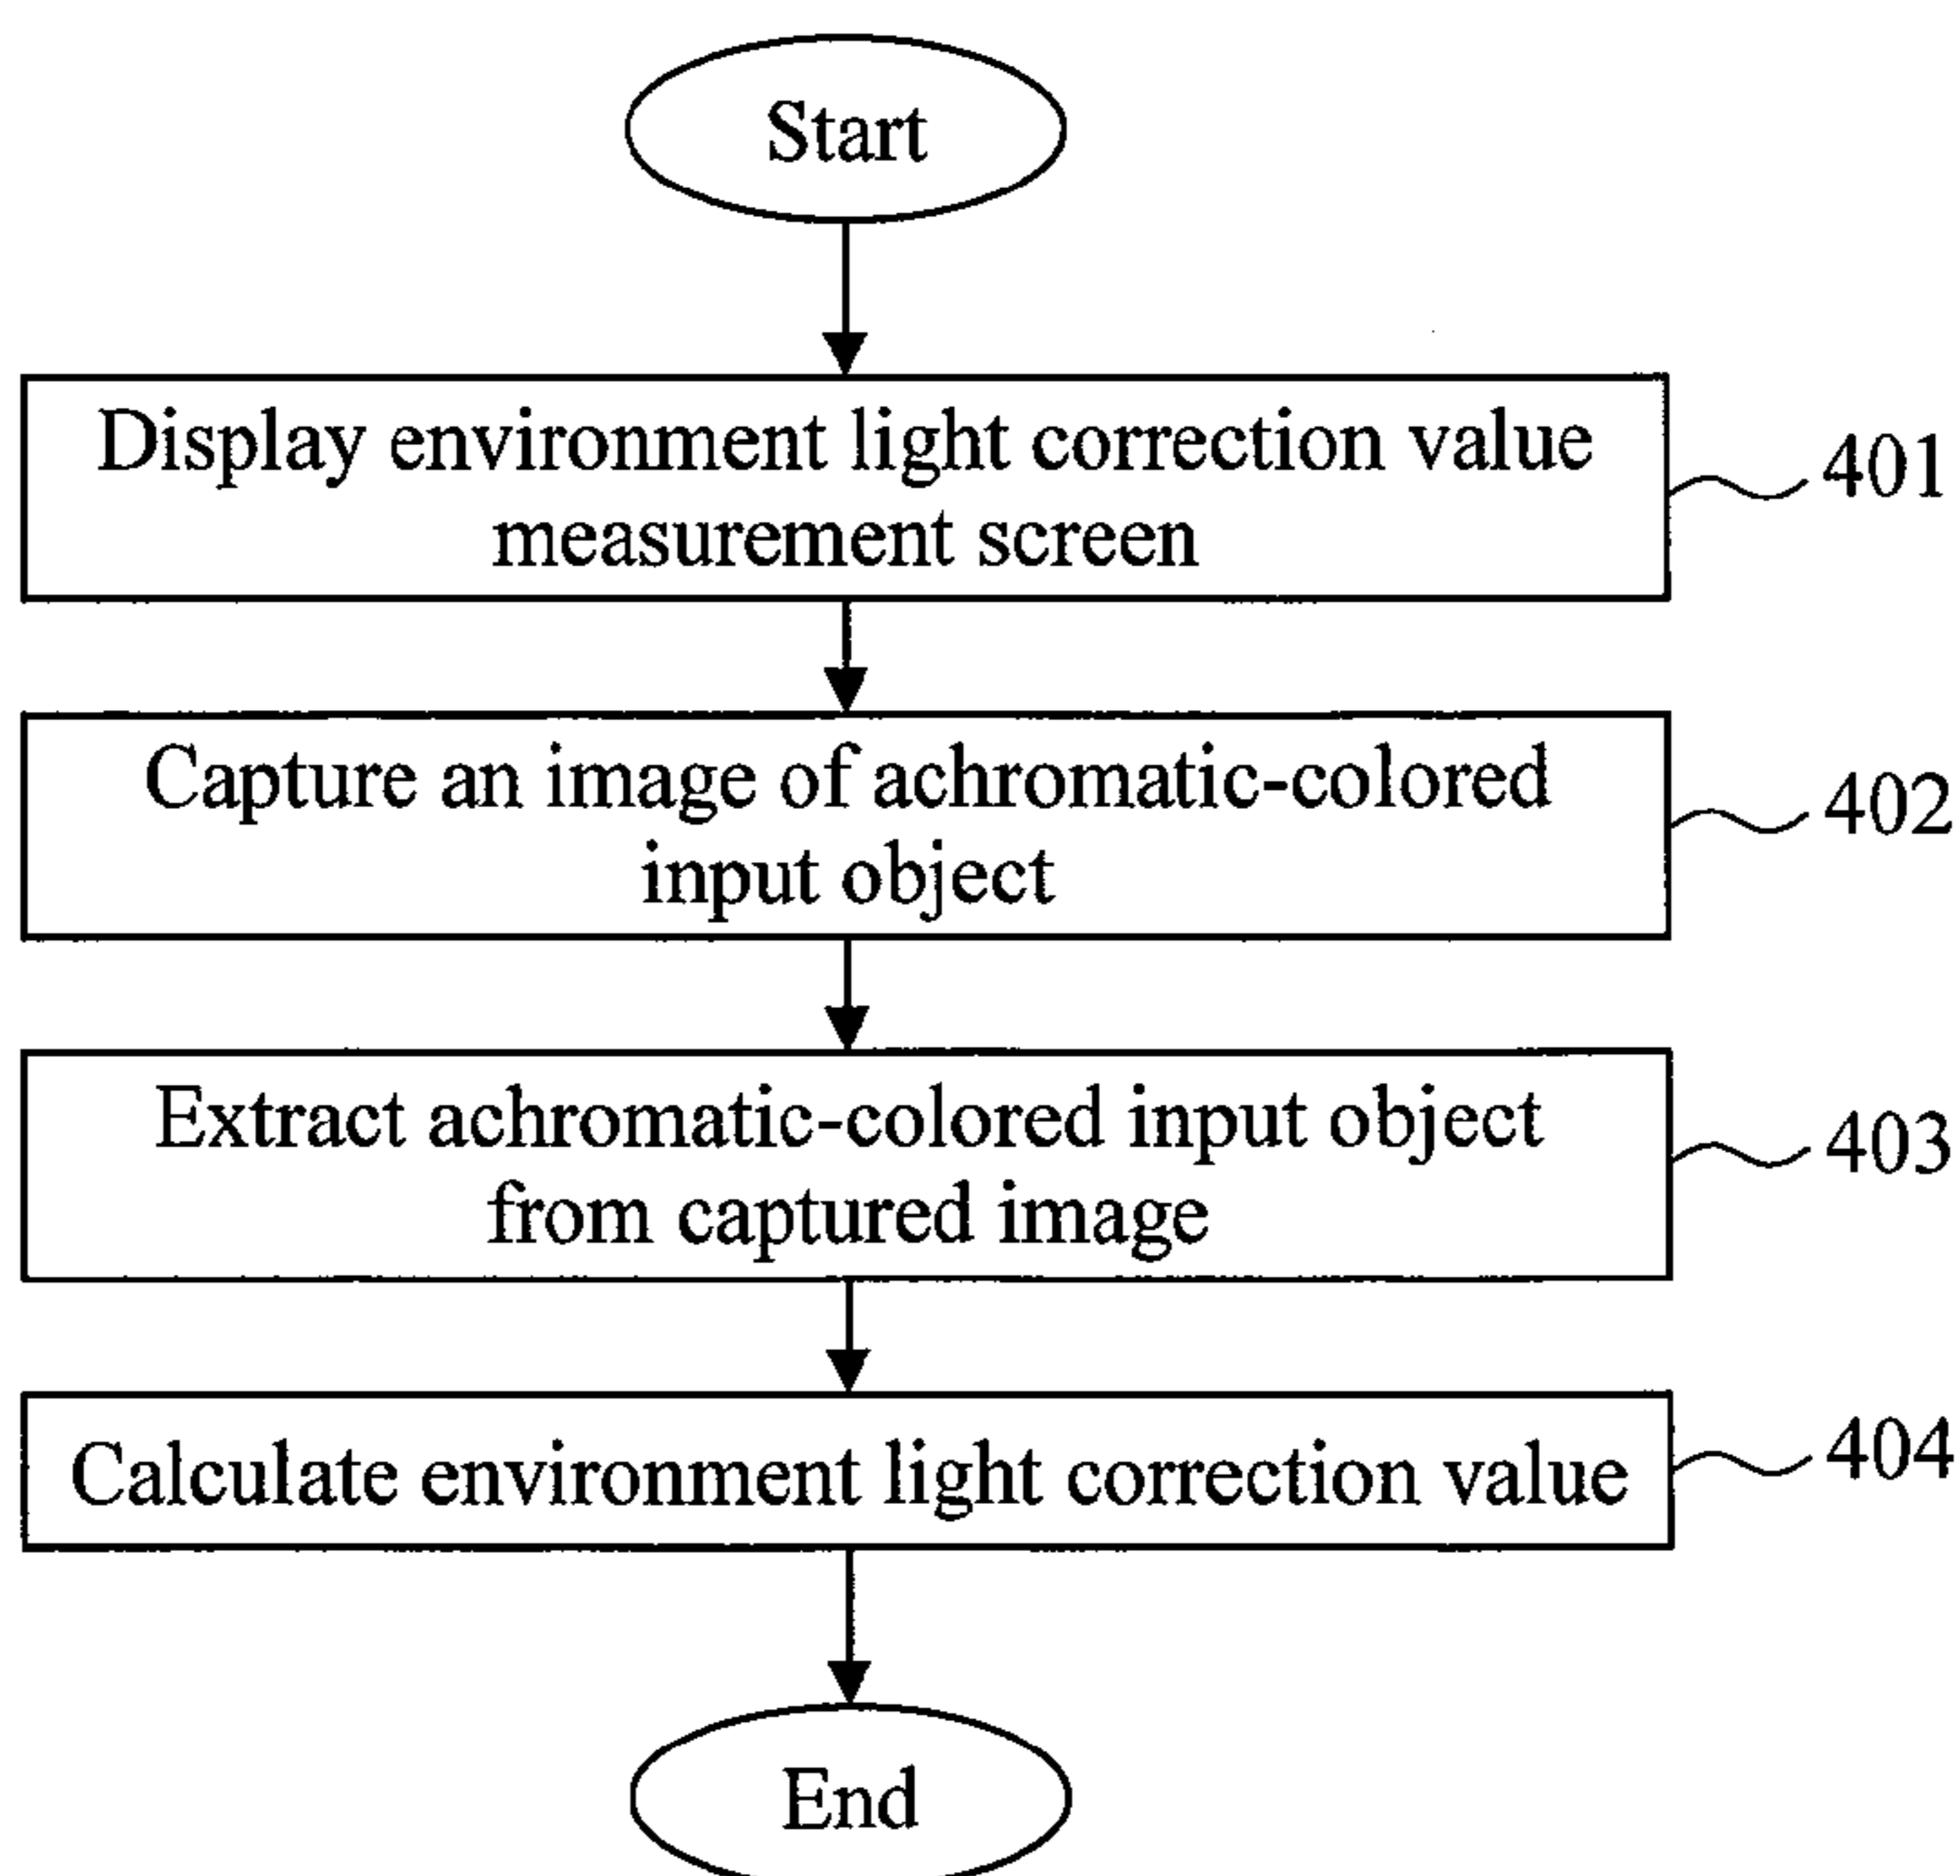 Start
Display environment light correction value
measurement screen
401
Capture an image of achromatic-colored
input object
402
Extract achromatic-colored input object
from captured image
403
Calculate environment light correction value
404
End